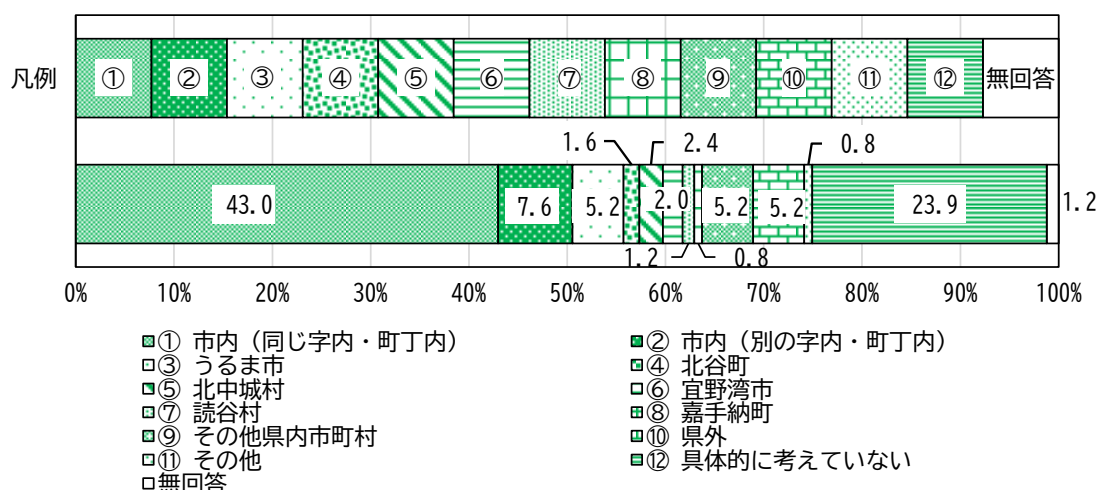 凡例 ① ② ③ ④ ⑤ ⑥ ⑦ ⑧ ⑨ ⑩ ⑪ ⑫ 無回答
1.6 2.4 0.8
43.0 7.6 5.2 2.0 5.2 5.2 23.9 1.2
1.2 0.8
0% 10% 20% 30% 40% 50% 60% 70% 80% 90% 100%
① 市内（同じ字内・町丁内） ② 市内（別の字内・町丁内）
③ うるま市 ④ 北谷町
⑤ 北中城村 ⑥ 宜野湾市
⑦ 読谷村 ⑧ 嘉手納町
⑨ その他県内市町村 ⑩ 県外
⑪ その他 ⑫ 具体的に考えていない
無回答